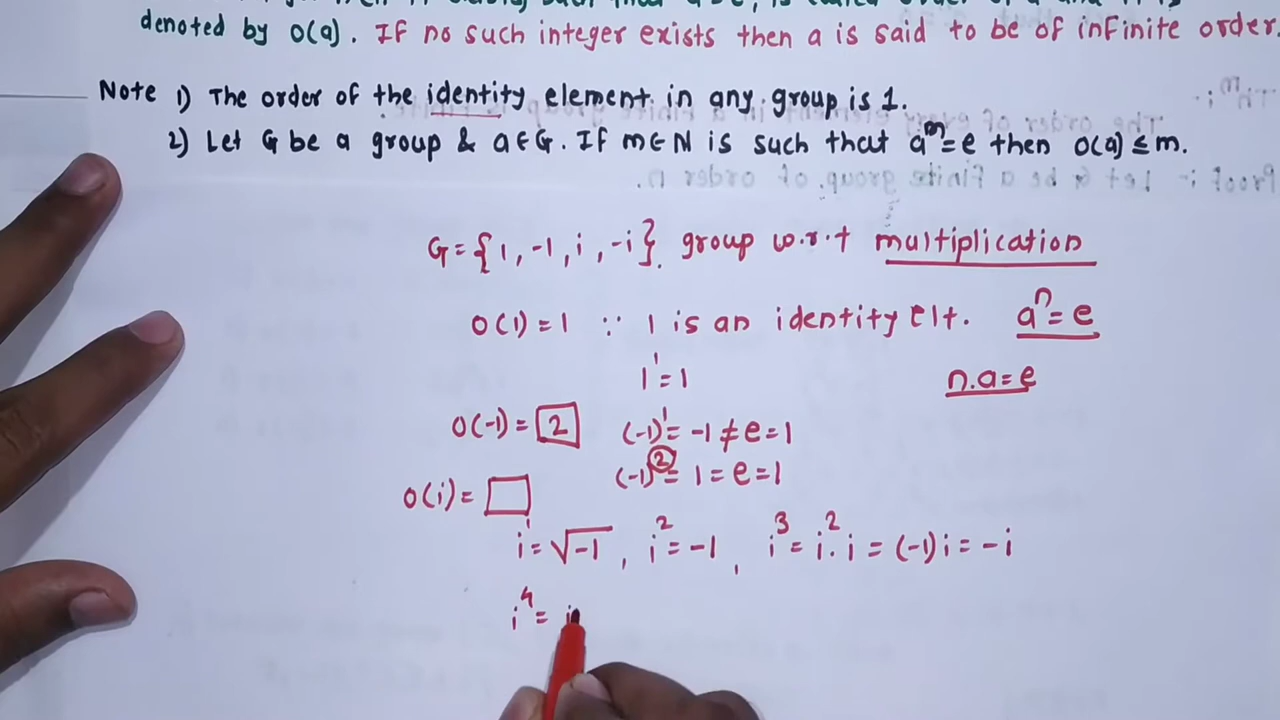 denoted by o(a). If no such integer exists then a is said to be of infinite order.
Note 1) The order of the identity element in any group is 1.
2) Let G be a group & a∈G. If m∈N is such that a^m = e then o(a) ≤ m.
G = {1, -1, i, -i} group w.r.t multiplication
o(1) = 1 ∵ 1 is an identity elt. a^n = e
1^1 = 1 n.a = e
o(-1) = 2 (-1)^1 = -1 ≠ e = 1
(-1)^2 = 1 = e = 1
o(i) = □
i^1 = √-1, i^2 = -1, i^3 = i^2.i = (-1)i = -i
i^4 = i